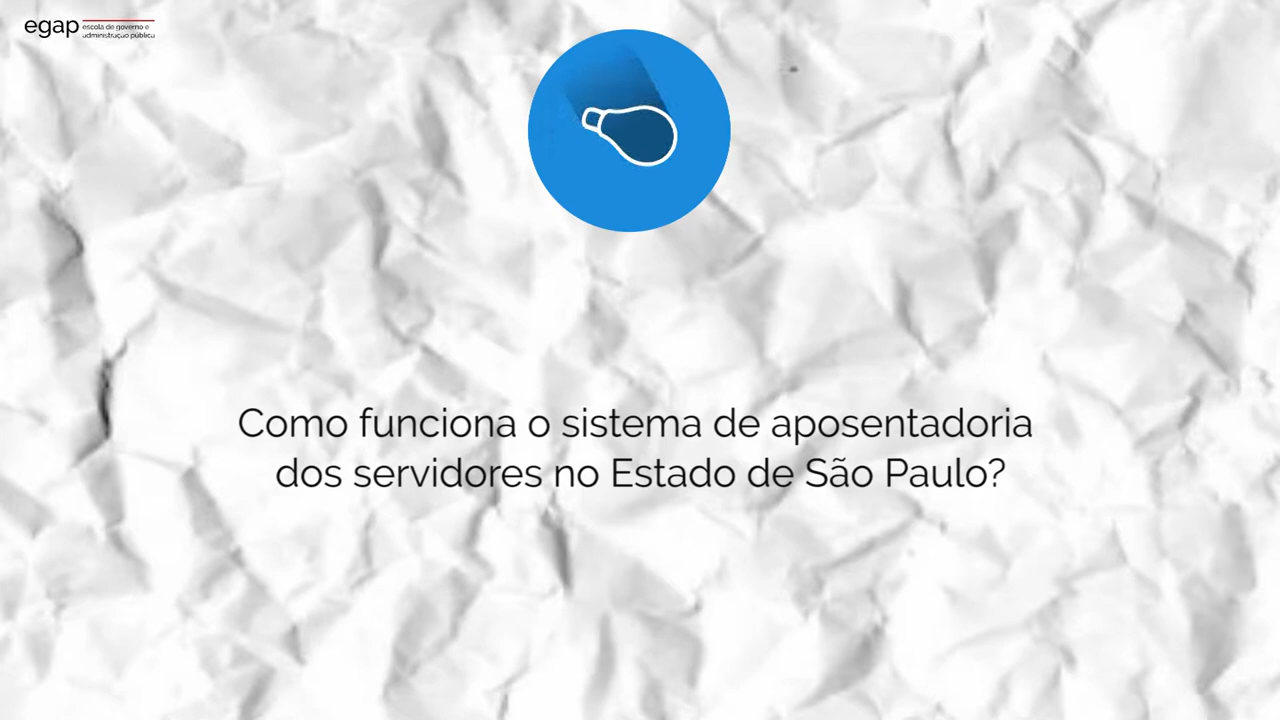 egap
escola de governo e
administração pública
Como funciona o sistema de aposentadoria
dos servidores no Estado de São Paulo?